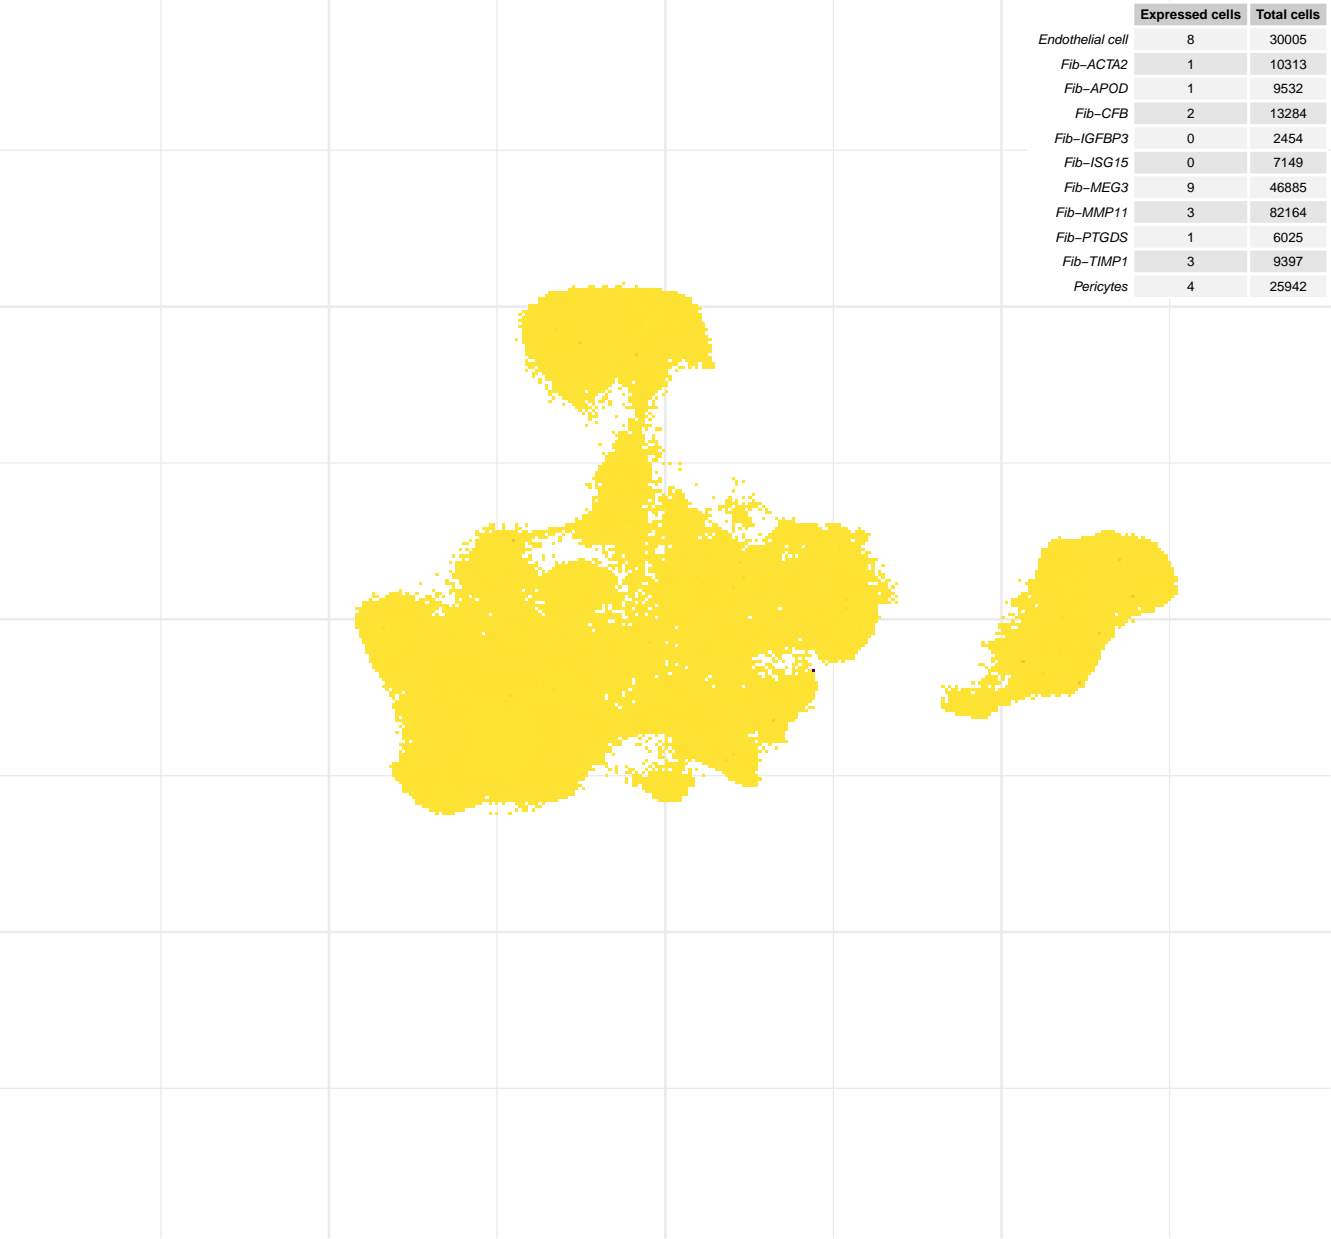 Expressed cells Total cells
Endothelial cell 8 30005
Fib−ACTA2 1 10313
Fib−APOD 1 9532
Fib−CFB 2 13284
Fib−IGFBP3 0 2454
Fib−ISG15 0 7149
Fib−MEG3 9 46885
Fib−MMP11 3 82164
Fib−PTGDS 1 6025
Fib−TIMP1 3 9397
Pericytes 4 25942